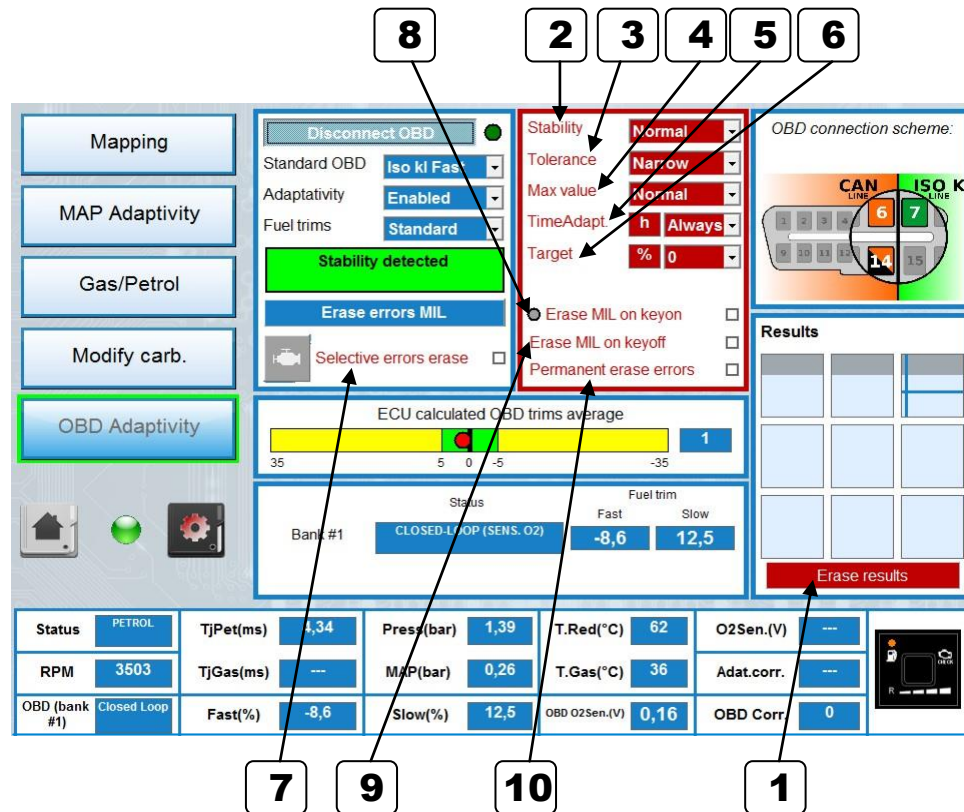 8 2 3 4 5 6
Mapping
MAP Adaptivity
Gas/Petrol
Modify carb.
OBD Adaptivity
Disconnect OBD
Standard OBD Iso kl Fast
Adaptativity Enabled
Fuel trims Standard
Stability detected
Erase errors MIL
Selective errors erase
Stability Normal
Tolerance Narrow
Max value Normal
TimeAdapt. h Always
Target % 0
Erase MIL on keyon
Erase MIL on keyoff
Permanent erase errors
OBD connection scheme:
CAN ISO K
LINE LINE
1 2 3 4 6 7
9 10 11 12 14 15
Results
Erase results
ECU calculated OBD trims average
1
35 5 0 -5 -35
Status Fuel trim
Fast Slow
Bank #1 CLOSED-LOOP (SENS. O2) -8,6 12,5
Status PETROL TjPet(ms) 4,34 Press(bar) 1,39 T.Red(°C) 62 O2Sen.(V) ---
RPM 3503 TjGas(ms) --- MAP(bar) 0,26 T.Gas(°C) 36 Adat.corr. ---
OBD (bank #1) Closed Loop Fast(%) -8,6 Slow(%) 12,5 OBD O2Sen.(V) 0,16 OBD Corr. 0
CHECK
R
7 9 10 1